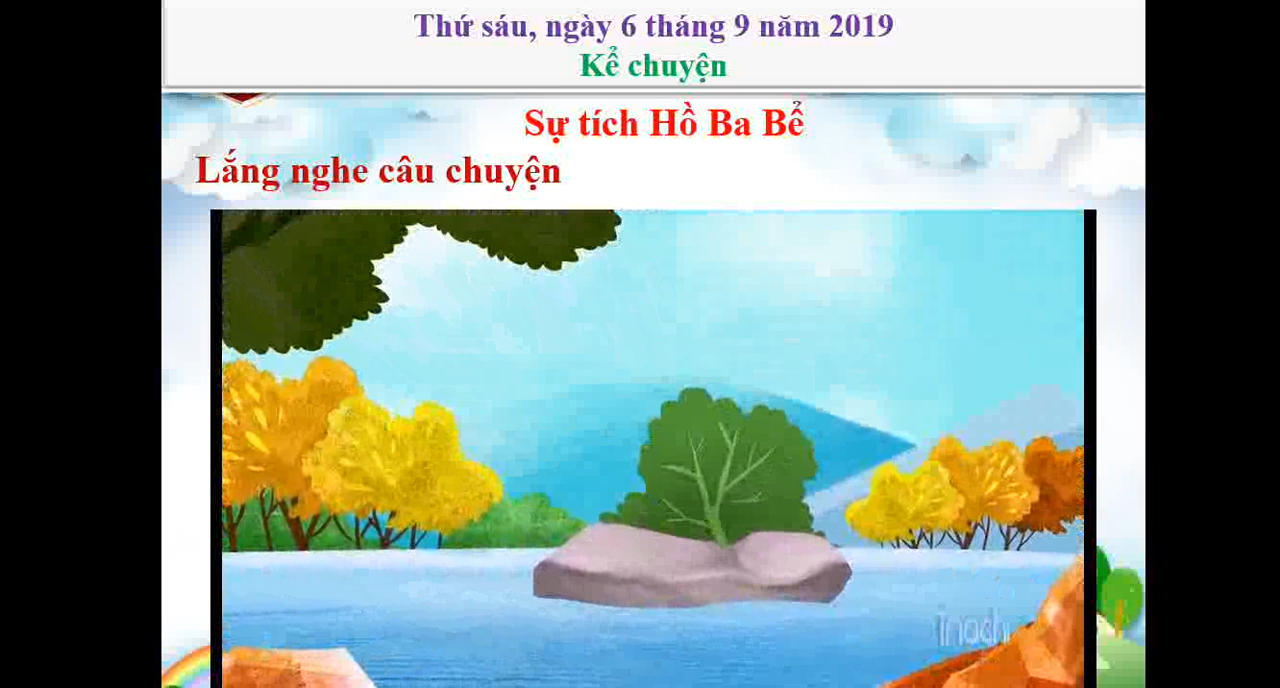 Thứ sáu, ngày 6 tháng 9 năm 2019
Kể chuyện
Sự tích Hồ Ba Bể
Lắng nghe câu chuyện